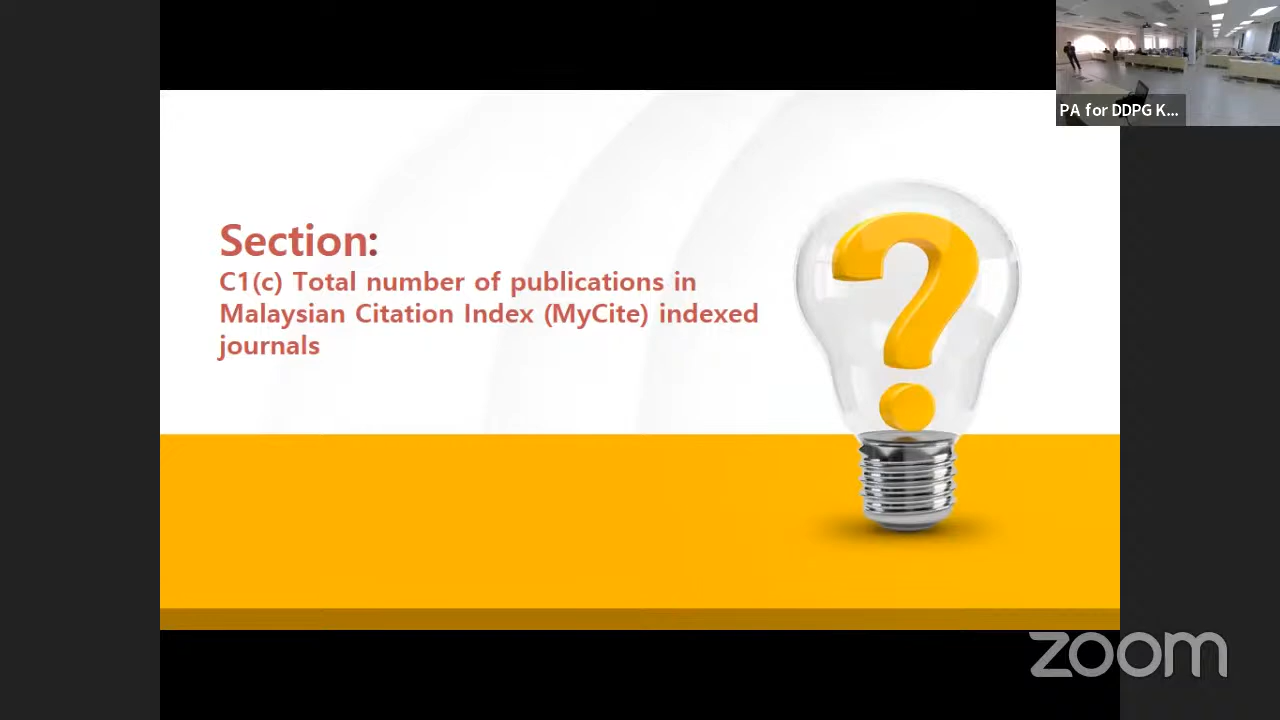 PA for DDPG K...
Section:
C1(c) Total number of publications in
Malaysian Citation Index (MyCite) indexed
journals
zoom